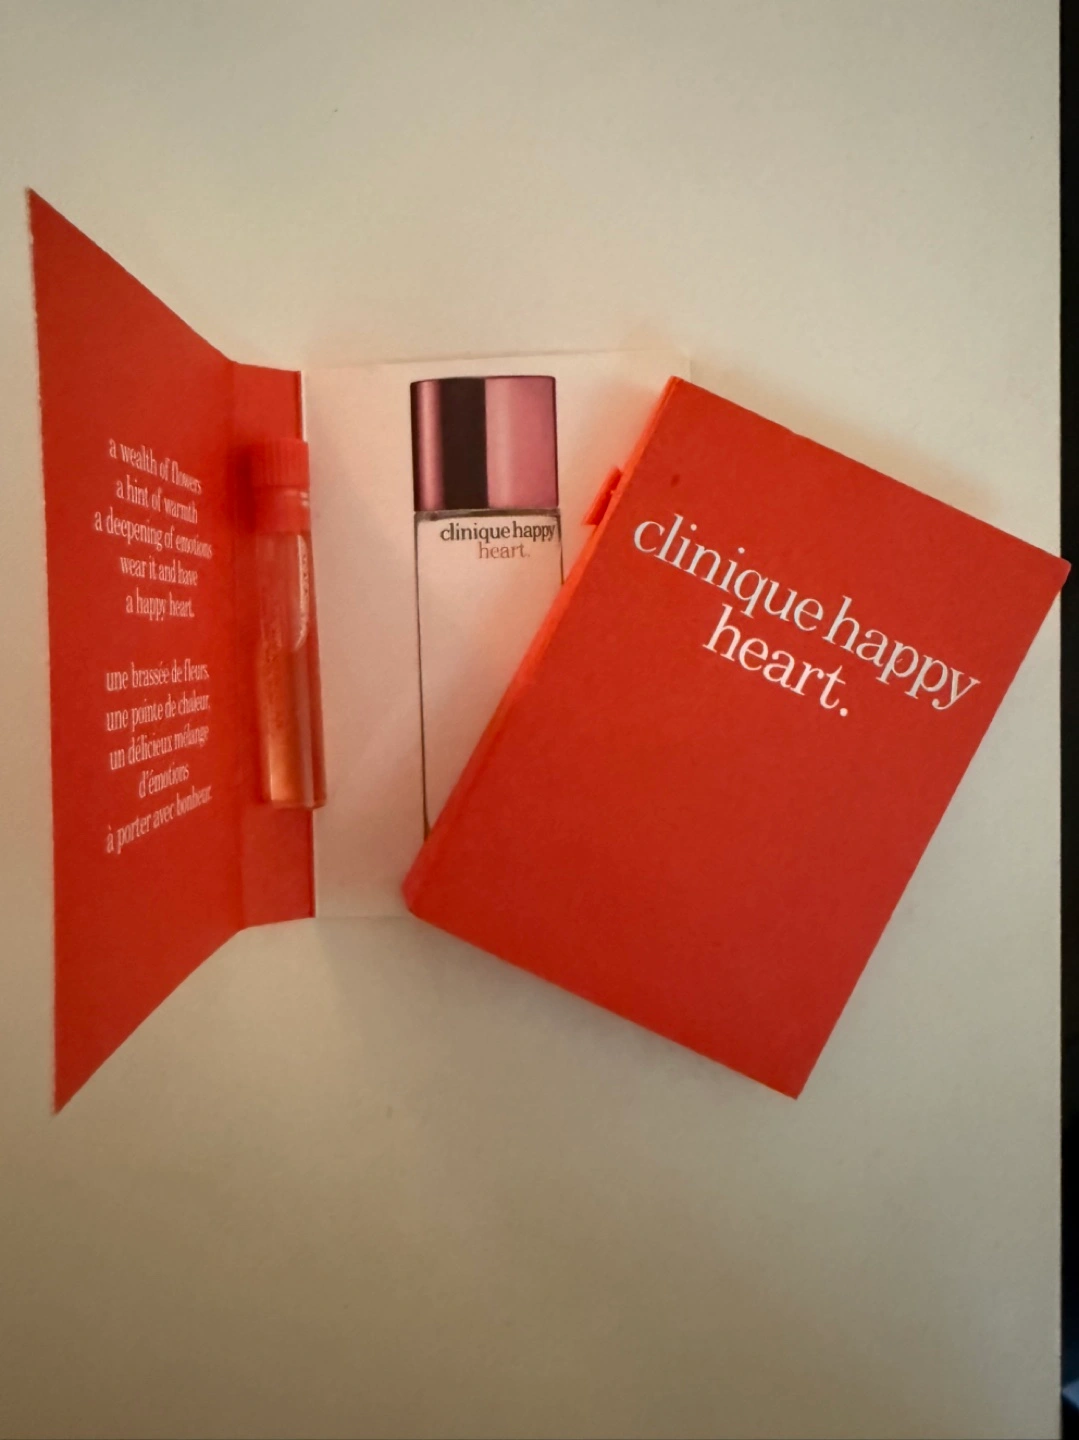 a wealth of flowers
a hint of warmth
a deepening of emotions
wear it and have
a happy heart.
une brassée de fleurs,
une pointe de chaleur,
un délicieux mélange
d'émotions
à porter avec bonheur.
clinique happy
heart.
clinique happy
heart.